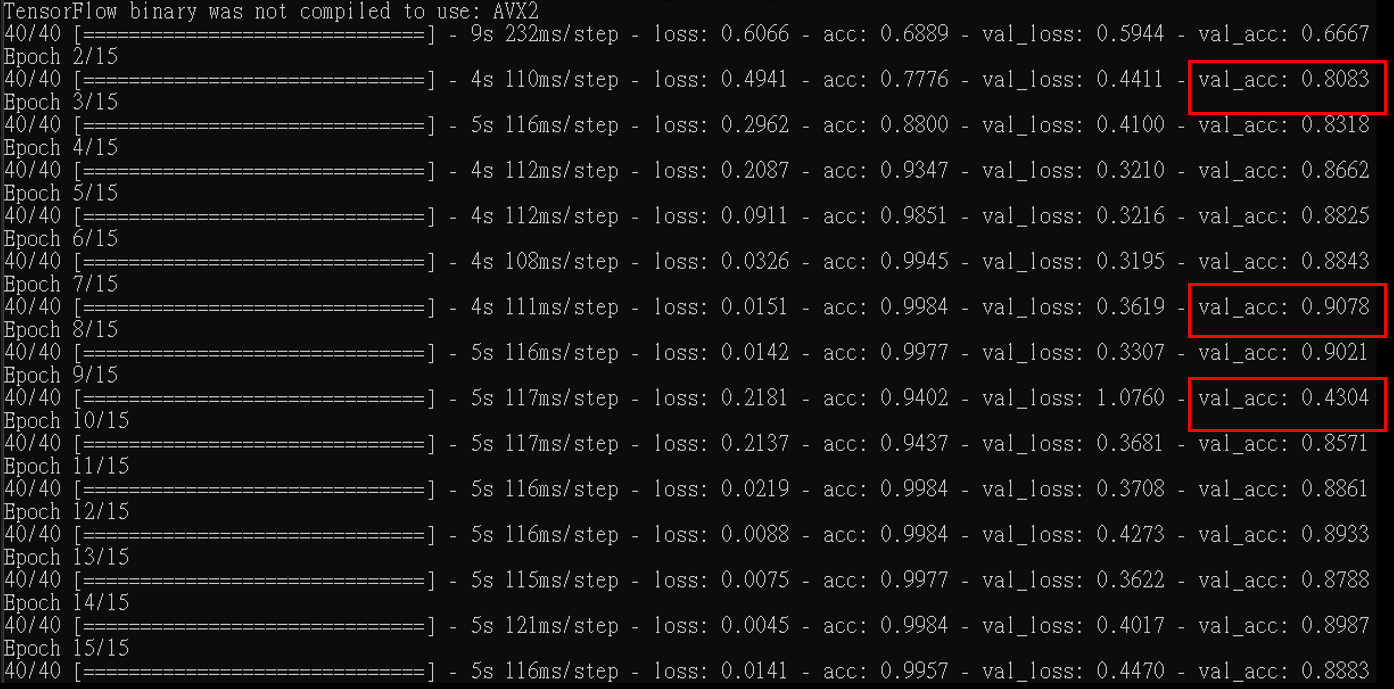 TensorFlow binary was not compiled to use: AVX2
40/40 [==============================] - 9s 232ms/step - loss: 0.6066 - acc: 0.6889 - val_loss: 0.5944 - val_acc: 0.6667
Epoch 2/15
40/40 [==============================] - 4s 110ms/step - loss: 0.4941 - acc: 0.7776 - val_loss: 0.4411 - val_acc: 0.8083
Epoch 3/15
40/40 [==============================] - 5s 116ms/step - loss: 0.2962 - acc: 0.8800 - val_loss: 0.4100 - val_acc: 0.8318
Epoch 4/15
40/40 [==============================] - 4s 112ms/step - loss: 0.2087 - acc: 0.9347 - val_loss: 0.3210 - val_acc: 0.8662
Epoch 5/15
40/40 [==============================] - 4s 112ms/step - loss: 0.0911 - acc: 0.9851 - val_loss: 0.3216 - val_acc: 0.8825
Epoch 6/15
40/40 [==============================] - 4s 108ms/step - loss: 0.0326 - acc: 0.9945 - val_loss: 0.3195 - val_acc: 0.8843
Epoch 7/15
40/40 [==============================] - 4s 111ms/step - loss: 0.0151 - acc: 0.9984 - val_loss: 0.3619 - val_acc: 0.9078
Epoch 8/15
40/40 [==============================] - 5s 116ms/step - loss: 0.0142 - acc: 0.9977 - val_loss: 0.3307 - val_acc: 0.9021
Epoch 9/15
40/40 [==============================] - 5s 117ms/step - loss: 0.2181 - acc: 0.9402 - val_loss: 1.0760 - val_acc: 0.4304
Epoch 10/15
40/40 [==============================] - 5s 117ms/step - loss: 0.2137 - acc: 0.9437 - val_loss: 0.3681 - val_acc: 0.8571
Epoch 11/15
40/40 [==============================] - 5s 116ms/step - loss: 0.0219 - acc: 0.9984 - val_loss: 0.3708 - val_acc: 0.8861
Epoch 12/15
40/40 [==============================] - 5s 116ms/step - loss: 0.0088 - acc: 0.9984 - val_loss: 0.4273 - val_acc: 0.8933
Epoch 13/15
40/40 [==============================] - 5s 115ms/step - loss: 0.0075 - acc: 0.9977 - val_loss: 0.3622 - val_acc: 0.8788
Epoch 14/15
40/40 [==============================] - 5s 121ms/step - loss: 0.0045 - acc: 0.9984 - val_loss: 0.4017 - val_acc: 0.8987
Epoch 15/15
40/40 [==============================] - 5s 116ms/step - loss: 0.0141 - acc: 0.9957 - val_loss: 0.4470 - val_acc: 0.8883